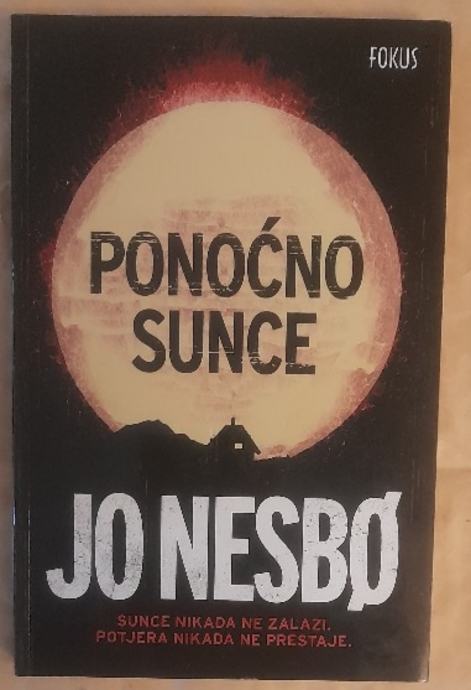 FOKUS
PONOĆNO
SUNCE
JO NESBØ
SUNCE NIKADA NE ZALAZI.
POTJERA NIKADA NE PRESTAJE.